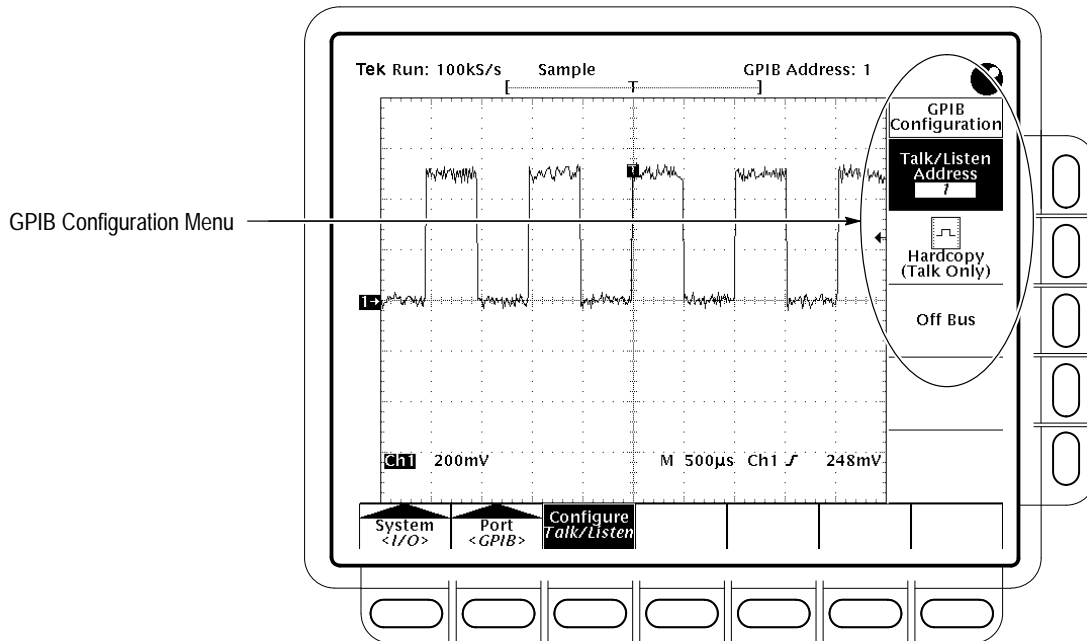 Tek Run: 100kS/s Sample GPIB Address: 1
T
GPIB
Configuration
Talk/Listen
Address
1
Hardcopy
(Talk Only)
Off Bus
GPIB Configuration Menu
T
1→
Ch1 200mV M 500µs Ch1 248mV
System
<I/O>
Port
<GPIB>
Configure
Talk/Listen